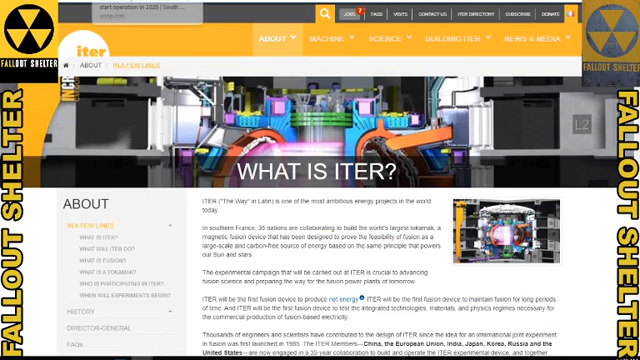 start operation in 2020 | South ...
JOBS 7 FAQS VISITS CONTACT US ITER DIRECTORY SUBSCRIBE DONATE
iter
ABOUT MACHINE SCIENCE BUILDING ITER NEWS & MEDIA
FALLOUT SHELTER
FALLOUT SHELTER
ABOUT IN A FEW LINES
L2
WHAT IS ITER?
FALLOUT SHELTER
FALLOUT SHELTER
ABOUT
IN A FEW LINES
WHAT IS ITER?
WHAT WILL ITER DO?
WHAT IS FUSION?
WHAT IS A TOKAMAK?
WHO IS PARTICIPATING IN ITER?
WHEN WILL EXPERIMENTS BEGIN?
HISTORY
DIRECTOR-GENERAL
FAQs
ITER ("The Way" in Latin) is one of the most ambitious energy projects in the world
today.
In southern France, 35 nations are collaborating to build the world's largest tokamak, a
magnetic fusion device that has been designed to prove the feasibility of fusion as a
large-scale and carbon-free source of energy based on the same principle that powers
our Sun and stars
The experimental campaign that will be carried out at ITER is crucial to advancing
fusion science and preparing the way for the fusion power plants of tomorrow.
ITER will be the first fusion device to produce net energy. ITER will be the first fusion device to maintain fusion for long periods
of time. And ITER will be the first fusion device to test the integrated technologies, materials, and physics regimes necessary for
the commercial production of fusion-based electricity.
Thousands of engineers and scientists have contributed to the design of ITER since the idea for an international joint experiment
in fusion was first launched in 1985. The ITER Members—China, the European Union, India, Japan, Korea, Russia and the
United States—are now engaged in a 35-year collaboration to build and operate the ITER experimental device, and together